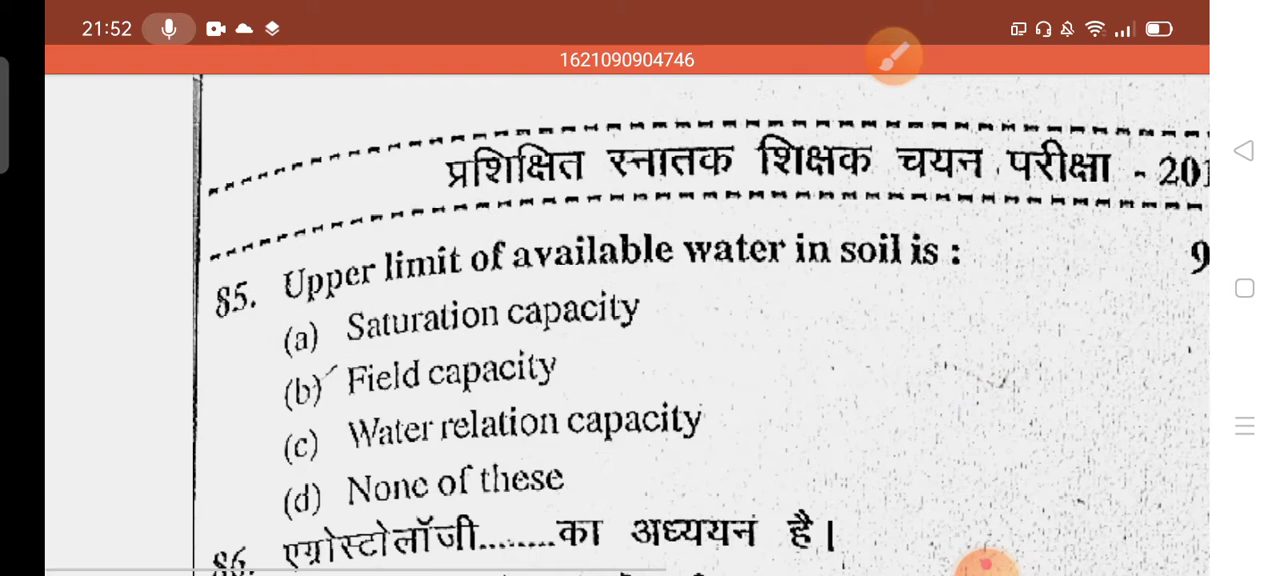 21:52
1621090904746
प्रशिक्षित स्नातक शिक्षक चयन परीक्षा - 201
85. Upper limit of available water in soil is :
9
(a) Saturation capacity
(b) Field capacity
(c) Water relation capacity
(d) None of these
86. एग्रोस्टोलॉजी........का अध्ययन है।